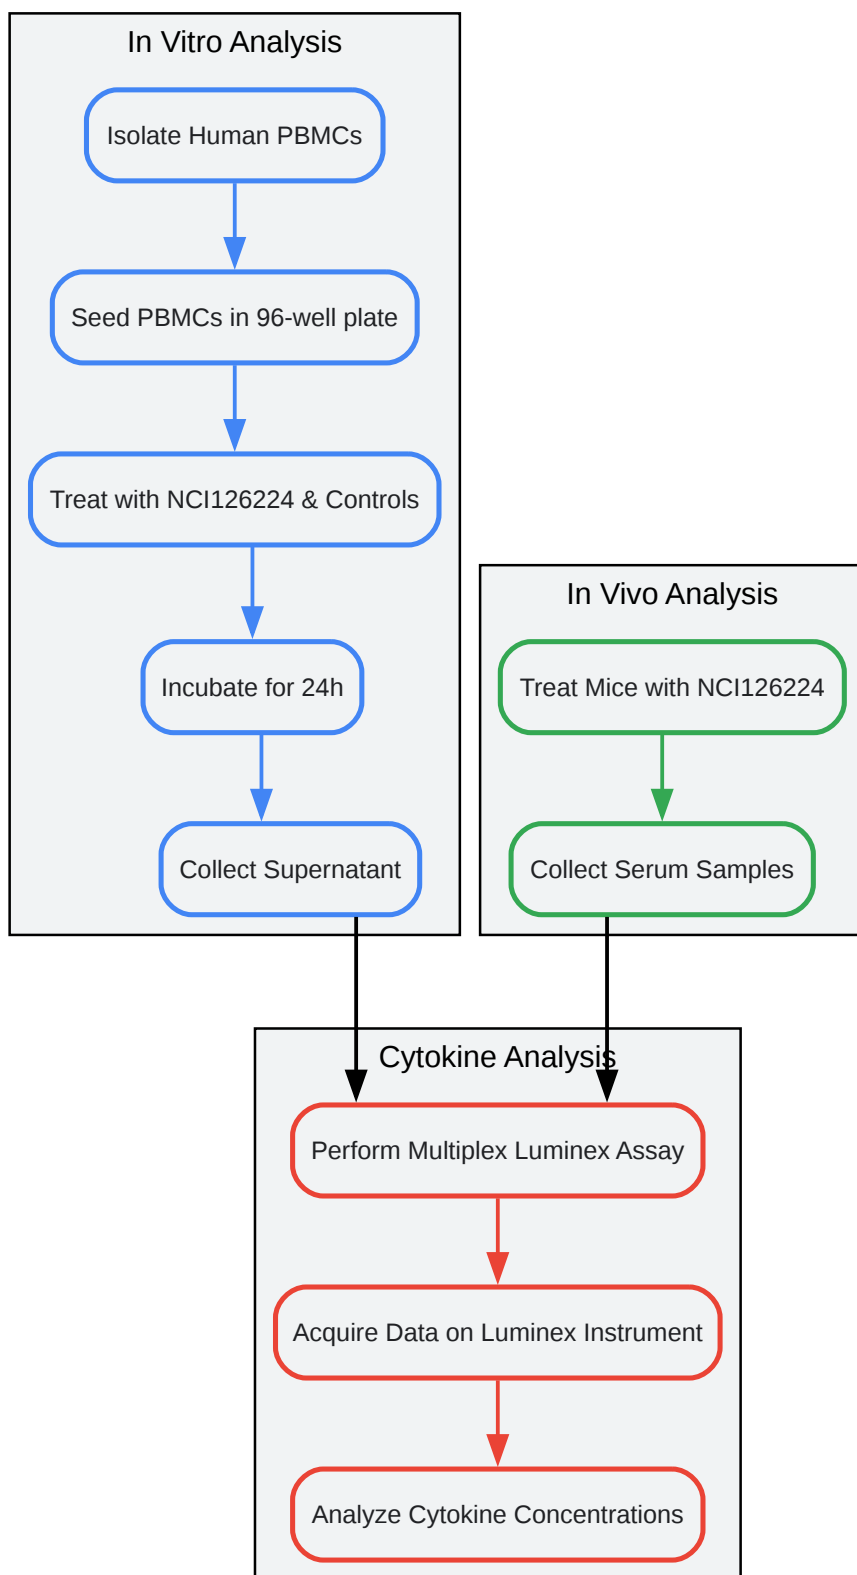 In Vitro Analysis
Isolate Human PBMCs
Seed PBMCs in 96-well plate
Treat with NCI126224 & Controls
Incubate for 24h
Collect Supernatant
In Vivo Analysis
Treat Mice with NCI126224
Collect Serum Samples
Cytokine Analysis
Perform Multiplex Luminex Assay
Acquire Data on Luminex Instrument
Analyze Cytokine Concentrations